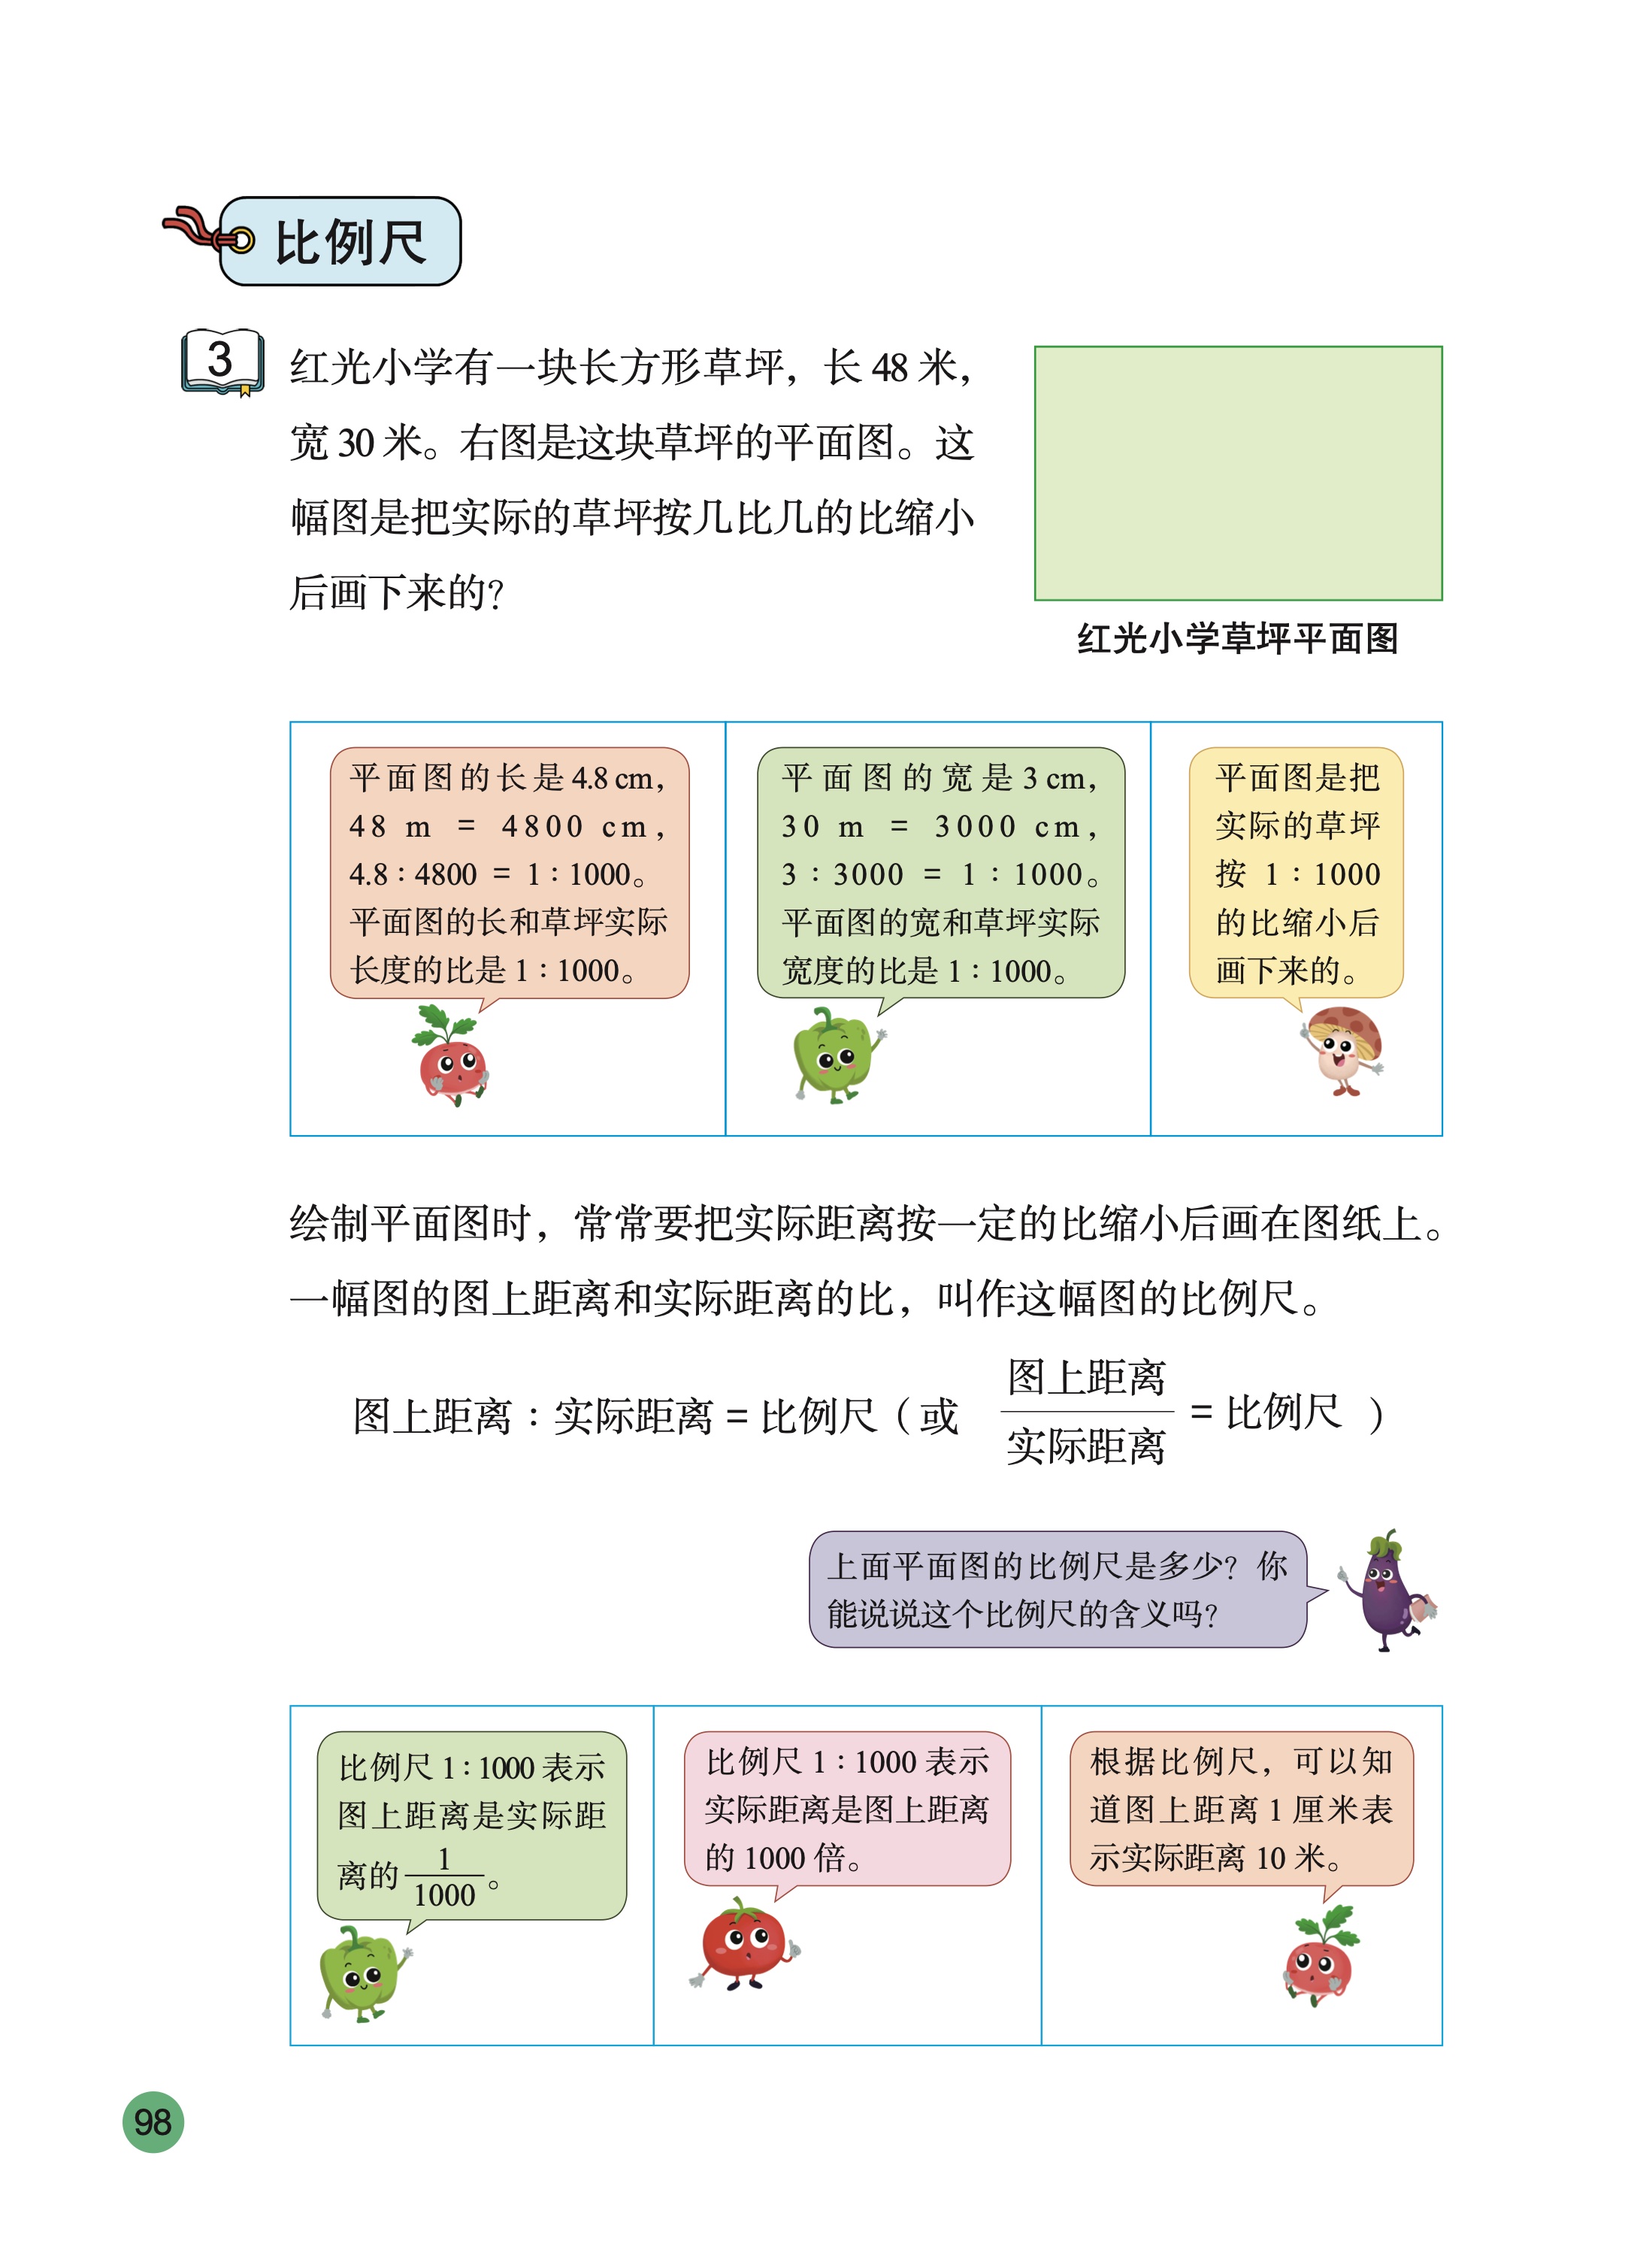 比例尺
3
红光小学有一块长方形草坪，长 48 米，
宽 30 米。右图是这块草坪的平面图。这
幅图是把实际的草坪按几比几的比缩小
后画下来的？
红光小学草坪平面图
平面图的长是 4.8 cm，
48 m = 4800 cm，
4.8 : 4800 = 1 : 1000。
平面图的长和草坪实际
长度的比是 1 : 1000。
平面图的宽是 3 cm，
30 m = 3000 cm，
3 : 3000 = 1 : 1000。
平面图的宽和草坪实际
宽度的比是 1 : 1000。
平面图是把
实际的草坪
按 1 : 1000
的比缩小后
画下来的。
绘制平面图时，常常要把实际距离按一定的比缩小后画在图纸上。
一幅图的图上距离和实际距离的比，叫作这幅图的比例尺。
图上距离 : 实际距离 = 比例尺（或 图上距离/实际距离 = 比例尺 ）
上面平面图的比例尺是多少？你
能说说这个比例尺的含义吗？
比例尺 1 : 1000 表示
图上距离是实际距
离的 1/1000 。
比例尺 1 : 1000 表示
实际距离是图上距离
的 1000 倍。
根据比例尺，可以知
道图上距离 1 厘米表
示实际距离 10 米。
98